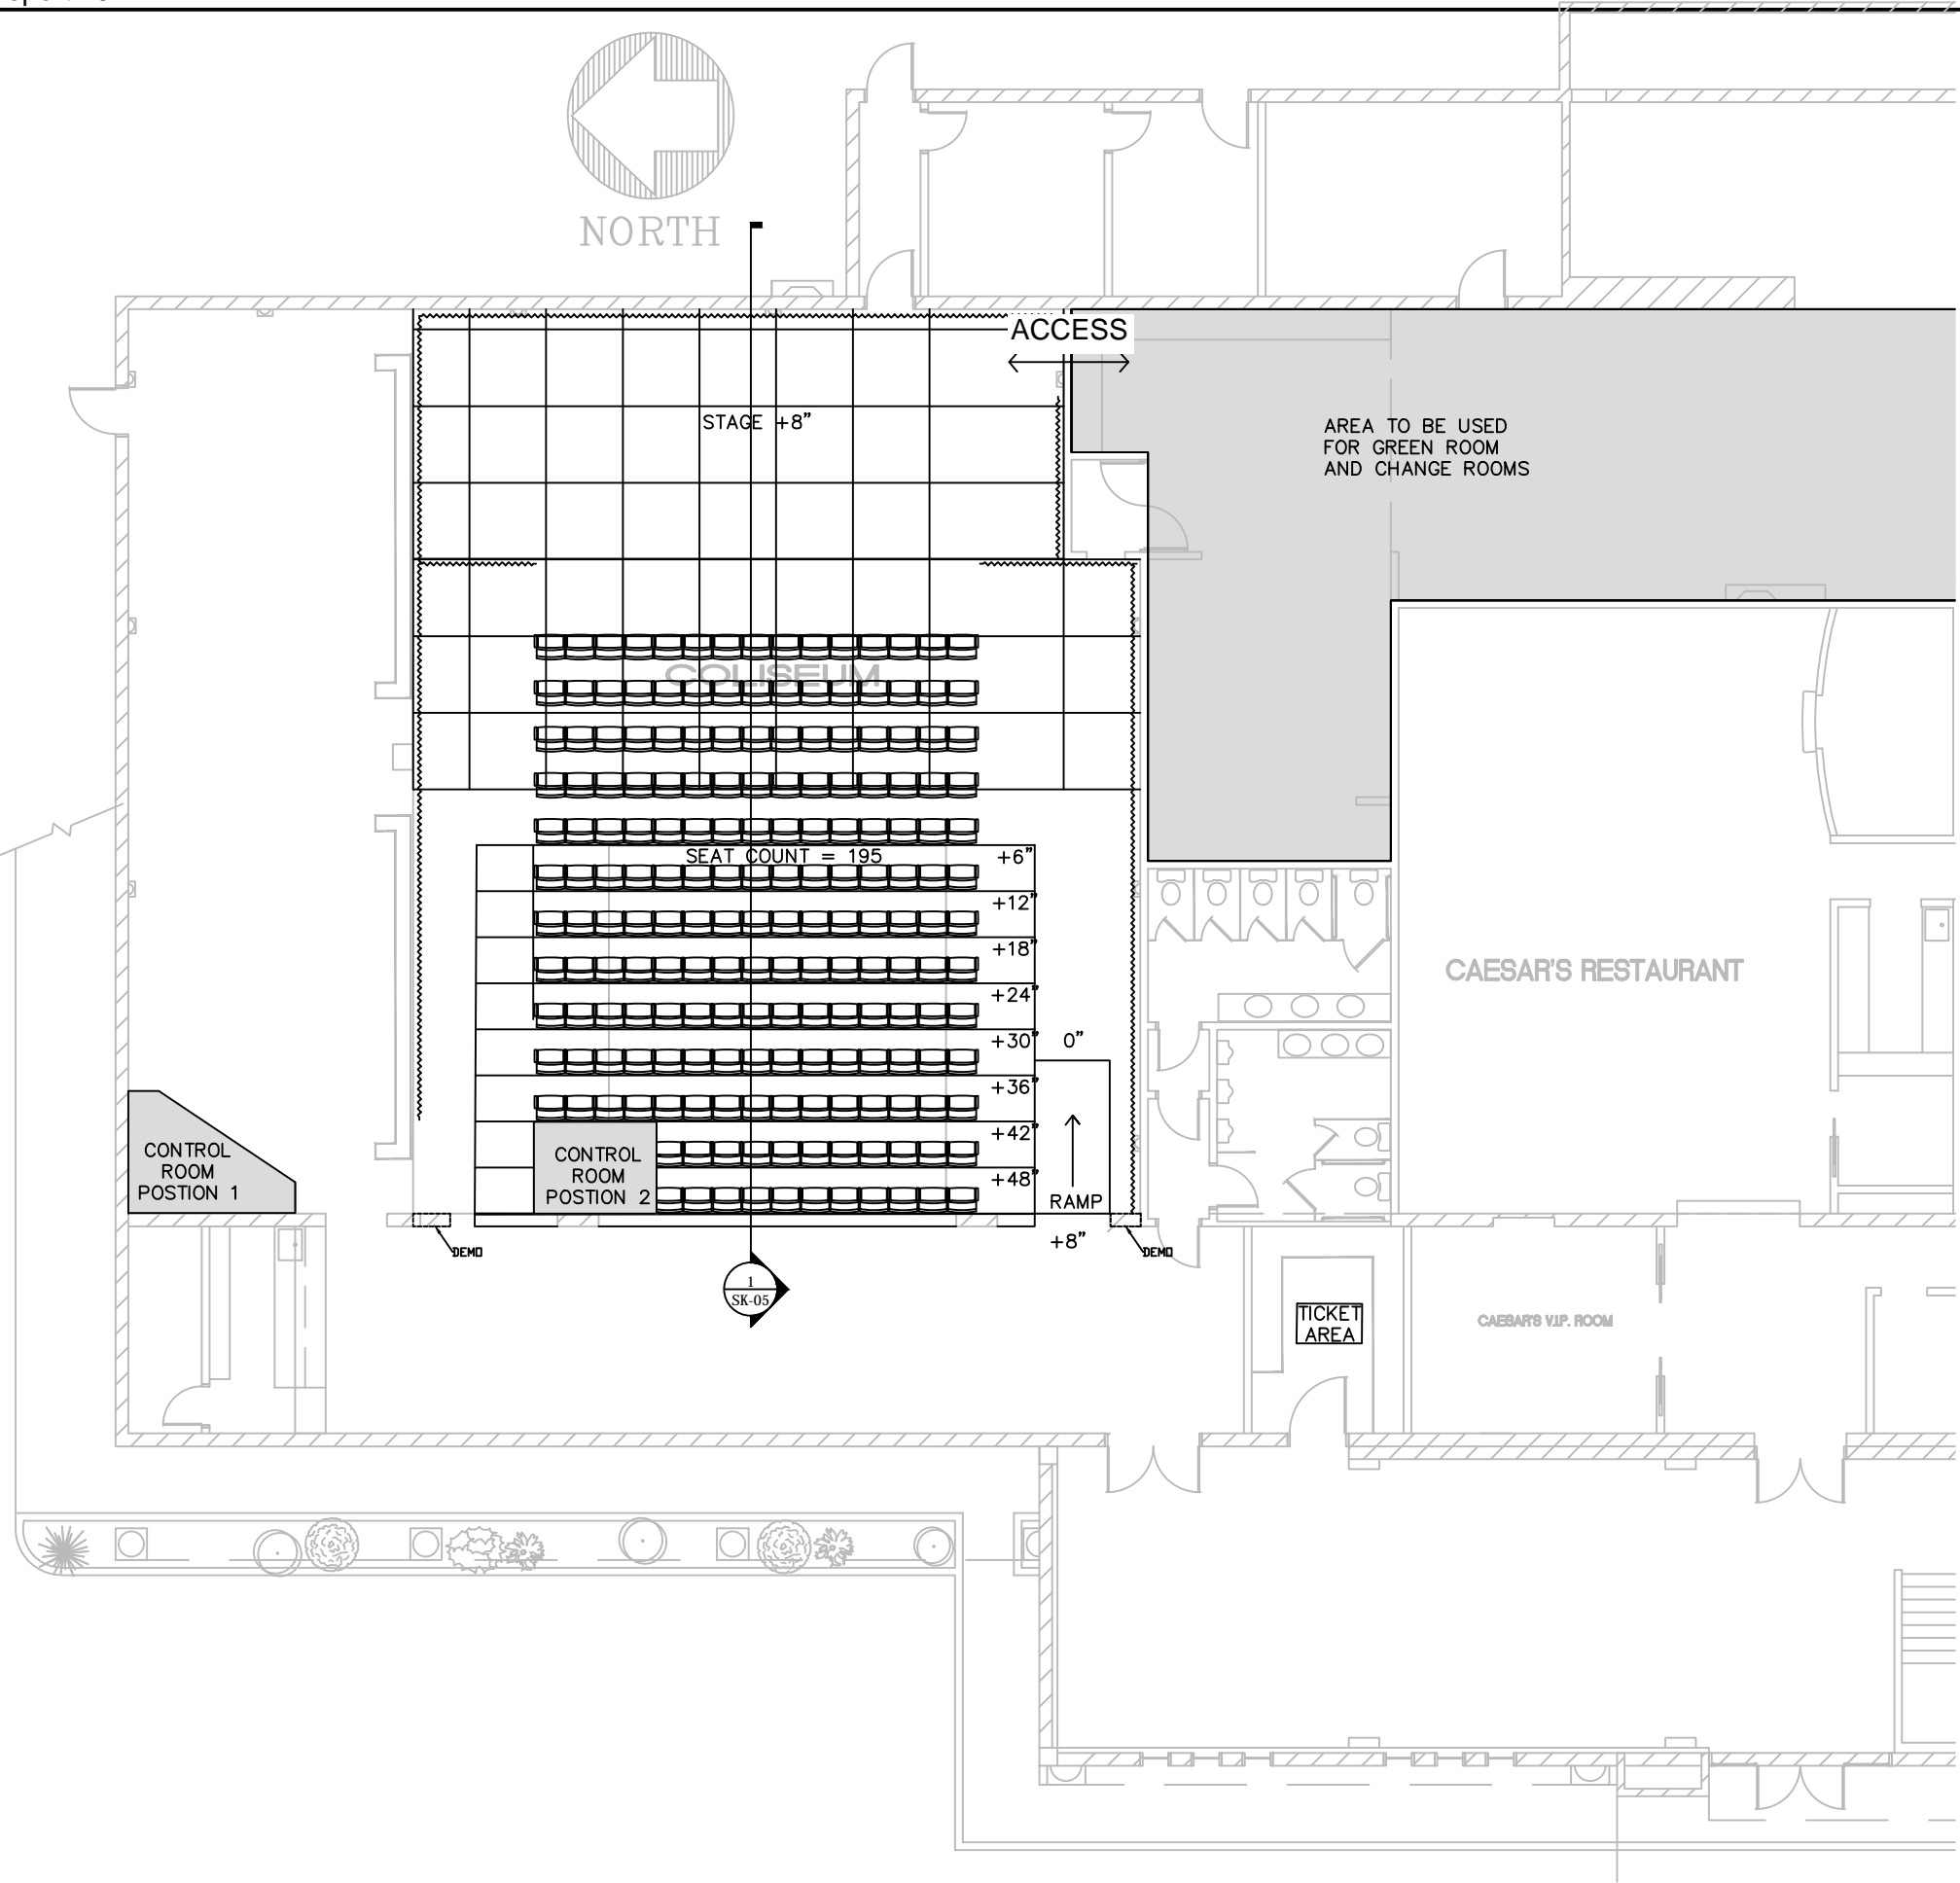 NORTH
ACCESS
STAGE +8”
AREA TO BE USED
FOR GREEN ROOM
AND CHANGE ROOMS
COLISEUM
SEAT COUNT = 195
+6”
+12”
+18”
+24”
+30”
0”
+36”
+42”
+48”
CAESAR'S RESTAURANT
CONTROL
ROOM
POSTION 1
CONTROL
ROOM
POSTION 2
RAMP
+8”
DEMO
DEMO
1
SK-05
TICKET
AREA
CAESAR'S V.I.P. ROOM